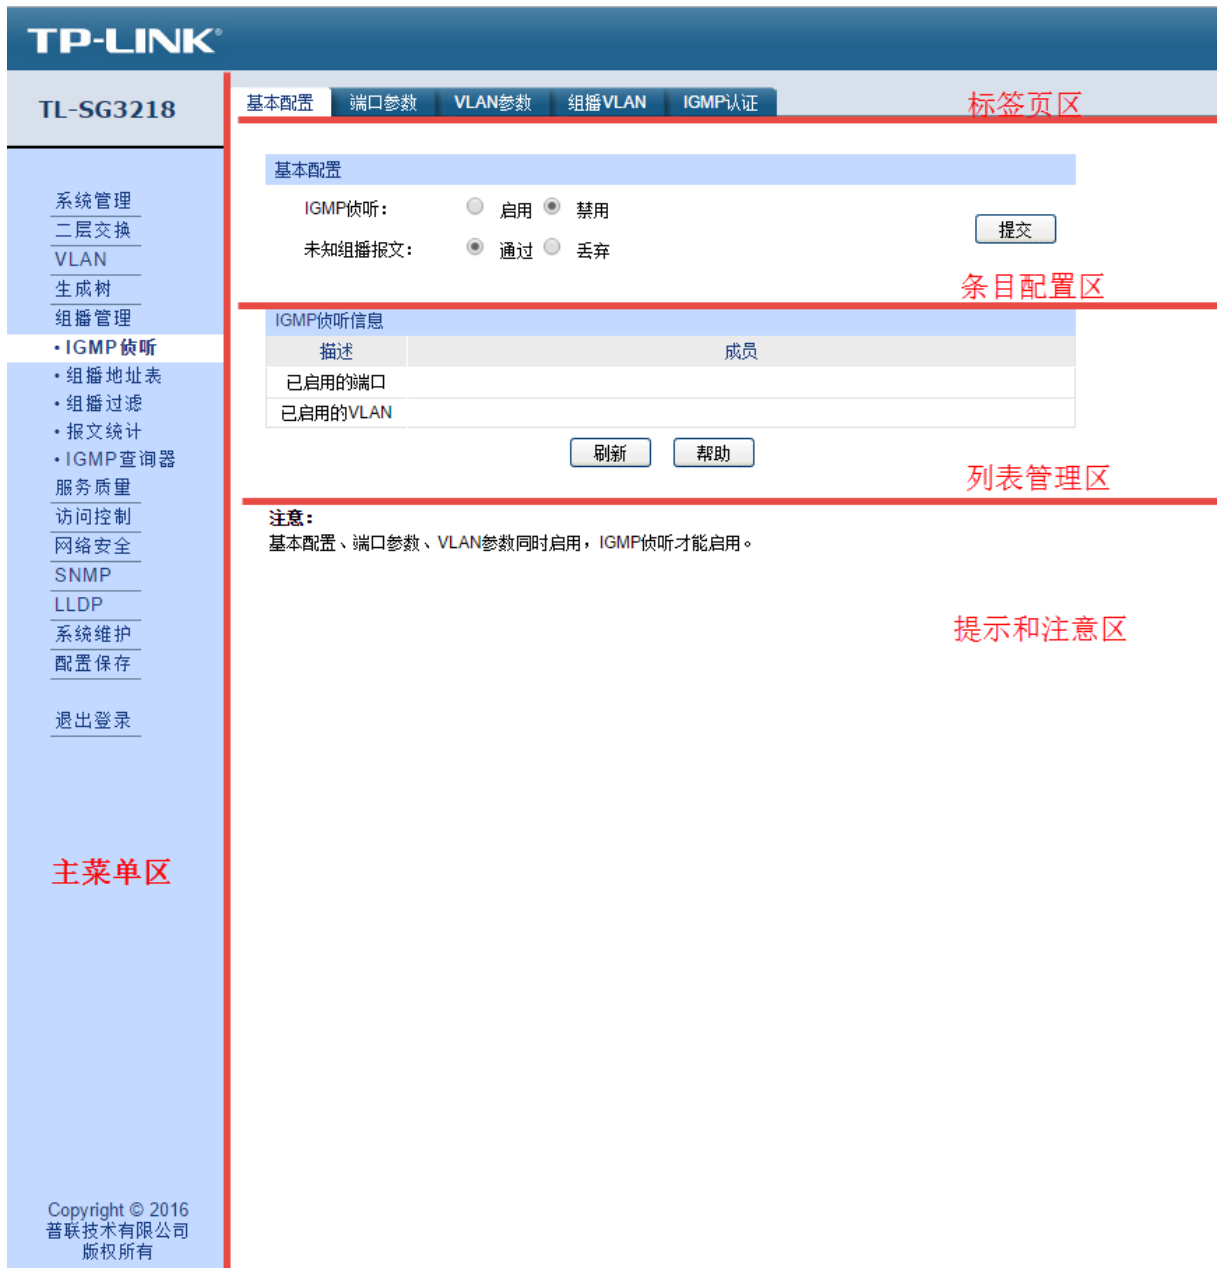 TP-LINK®
TL-SG3218
基本配置 端口参数 VLAN参数 组播VLAN IGMP认证
标签页区
系统管理
二层交换
VLAN
生成树
组播管理
•IGMP侦听
•组播地址表
•组播过滤
•报文统计
•IGMP查询器
服务质量
访问控制
网络安全
SNMP
LLDP
系统维护
配置保存
退出登录
主菜单区
Copyright © 2016
普联技术有限公司
版权所有
基本配置
IGMP侦听： 启用 禁用
未知组播报文： 通过 丢弃
提交
条目配置区
IGMP侦听信息
描述 成员
已启用的端口
已启用的VLAN
刷新 帮助
列表管理区
注意：
基本配置、端口参数、VLAN参数同时启用，IGMP侦听才能启用。
提示和注意区